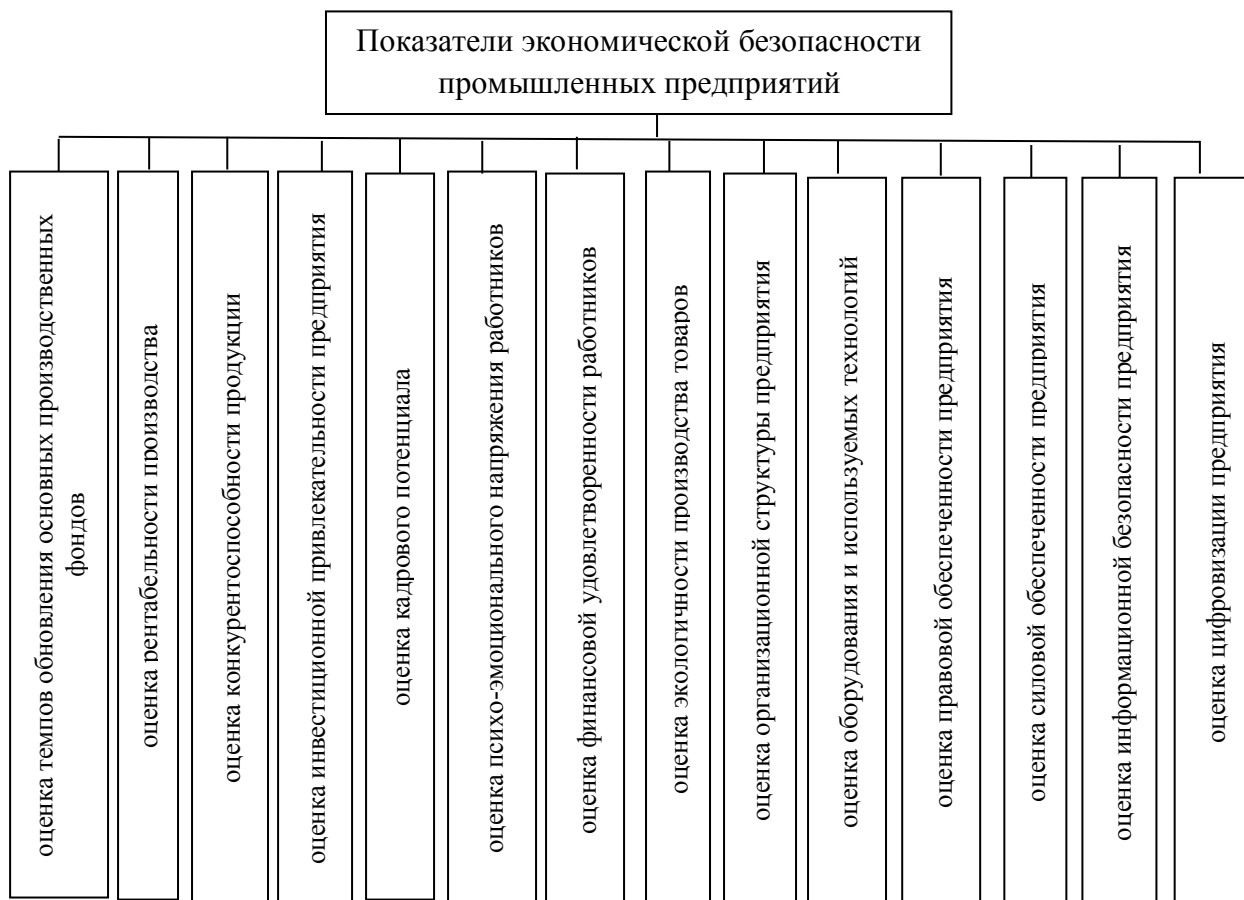 Показатели экономической безопасности
промышленных предприятий
оценка темпов обновления основных производственных
фондов
оценка рентабельности производства
оценка конкурентоспособности продукции
оценка инвестиционной привлекательности предприятия
оценка кадрового потенциала
оценка психо-эмоционального напряжения работников
оценка финансовой удовлетворенности работников
оценка экологичности производства товаров
оценка организационной структуры предприятия
оценка оборудования и используемых технологий
оценка правовой обеспеченности предприятия
оценка силовой обеспеченности предприятия
оценка информационной безопасности предприятия
оценка цифровизации предприятия